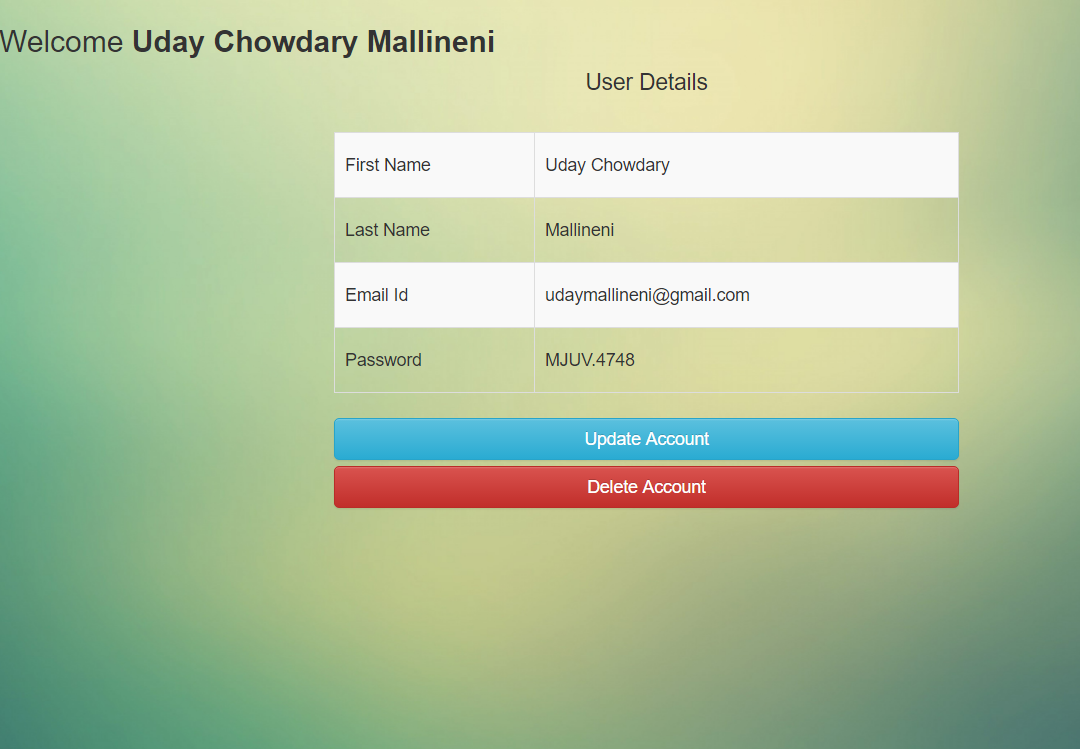 Welcome Uday Chowdary Mallineni
User Details
First Name Uday Chowdary
Last Name Mallineni
Email Id udaymallineni@gmail.com
Password MJUV.4748
Update Account
Delete Account